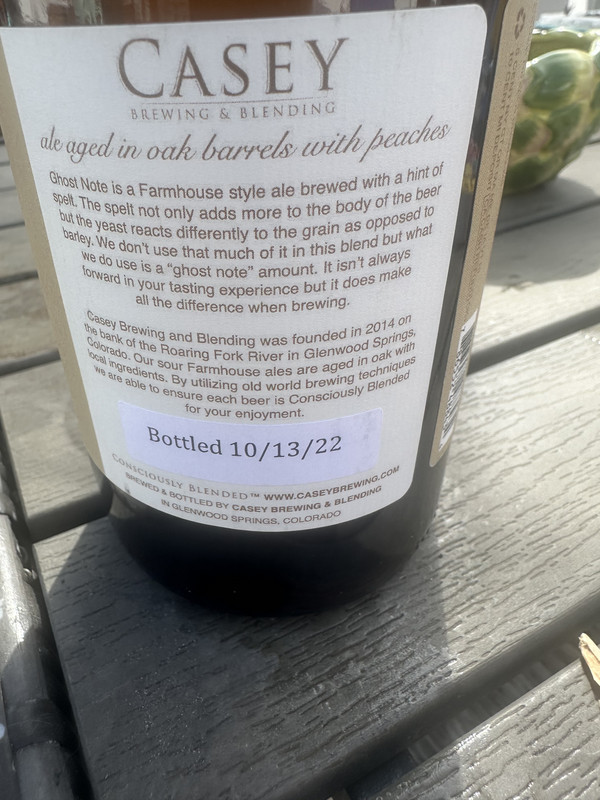 CASEY
BREWING & BLENDING
ale aged in oak barrels with peaches
Ghost Note is a Farmhouse style ale brewed with a hint of
spelt. The spelt not only adds more to the body of the beer
but the yeast reacts differently to the grain as opposed to
barley. We don't use that much of it in this blend but what
we do use is a “ghost note” amount. It isn't always
forward in your tasting experience but it does make
all the difference when brewing.
Casey Brewing and Blending was founded in 2014 on
the bank of the Roaring Fork River in Glenwood Springs,
Colorado. Our sour Farmhouse ales are aged in oak with
local ingredients. By utilizing old world brewing techniques
we are able to ensure each beer is Consciously Blended
for your enjoyment.
Bottled 10/13/22
CONSCIOUSLY BLENDED™ WWW.CASEYBREWING.COM
BREWED & BOTTLED BY CASEY BREWING & BLENDING
IN GLENWOOD SPRINGS, COLORADO